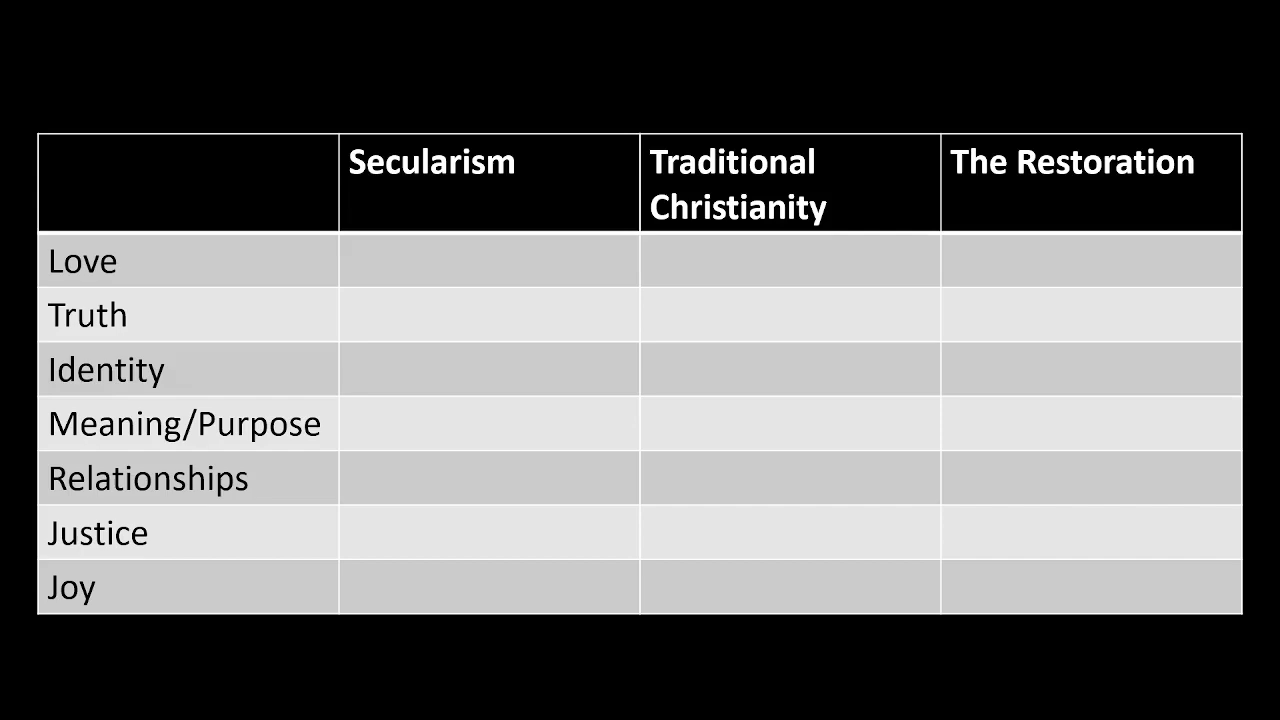 Secularism
Traditional
Christianity
The Restoration
Love
Truth
Identity
Meaning/Purpose
Relationships
Justice
Joy